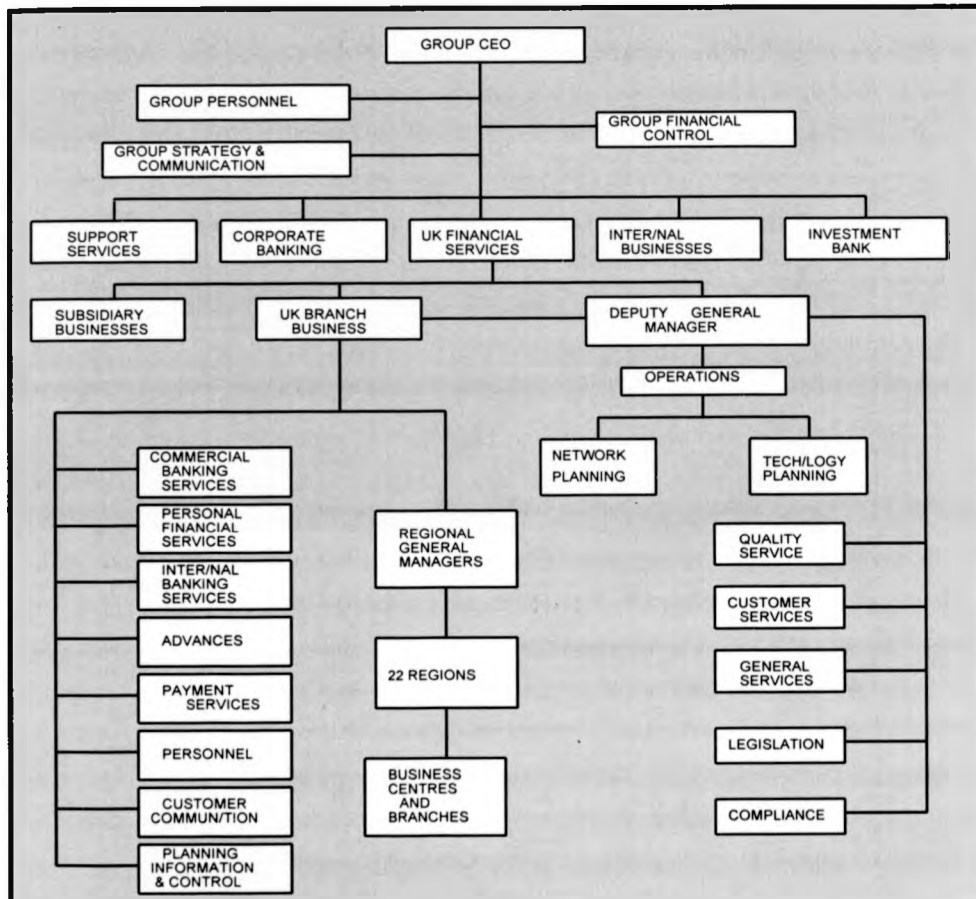 GROUP CEO
GROUP PERSONNEL
GROUP FINANCIAL
CONTROL
GROUP STRATEGY &
COMMUNICATION
SUPPORT
SERVICES
CORPORATE
BANKING
UK FINANCIAL
SERVICES
INTER/NAL
BUSINESSES
INVESTMENT
BANK
SUBSIDIARY
BUSINESSES
UK BRANCH
BUSINESS
DEPUTY GENERAL
MANAGER
OPERATIONS
NETWORK
PLANNING
TECH/LOGY
PLANNING
COMMERCIAL
BANKING
SERVICES
PERSONAL
FINANCIAL
SERVICES
INTER/NAL
BANKING
SERVICES
ADVANCES
PAYMENT
SERVICES
PERSONNEL
CUSTOMER
COMMUN/TION
PLANNING
INFORMATION
& CONTROL
REGIONAL
GENERAL
MANAGERS
22 REGIONS
BUSINESS
CENTRES
AND
BRANCHES
QUALITY
SERVICE
CUSTOMER
SERVICES
GENERAL
SERVICES
LEGISLATION
COMPLIANCE